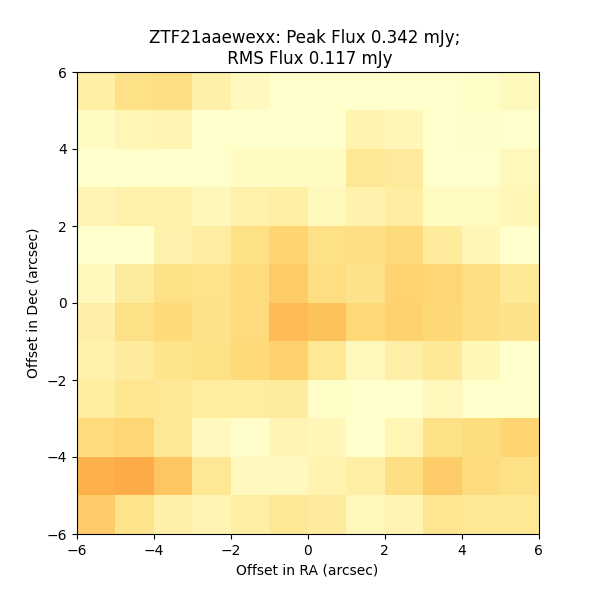 ZTF21aaewexx: Peak Flux 0.342 mJy;
RMS Flux 0.117 mJy
6
4
2
0
−2
−4
−6
Offset in Dec (arcsec)
−6 −4 −2 0 2 4 6
Offset in RA (arcsec)